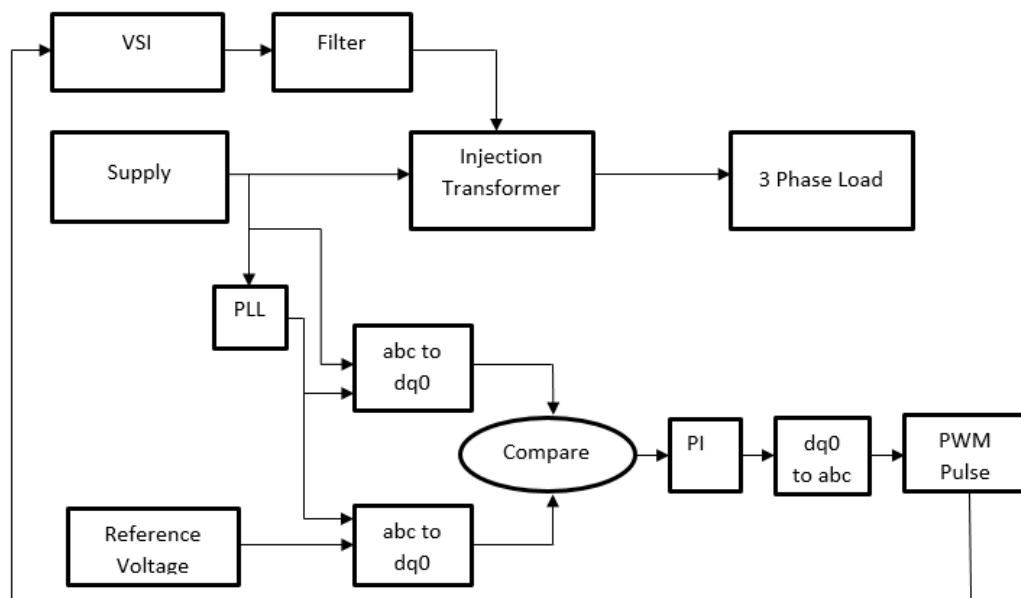 VSI
Filter
Supply
Injection
Transformer
3 Phase Load
PLL
abc to
dq0
Compare
PI
dq0
to abc
PWM
Pulse
Reference
Voltage
abc to
dq0